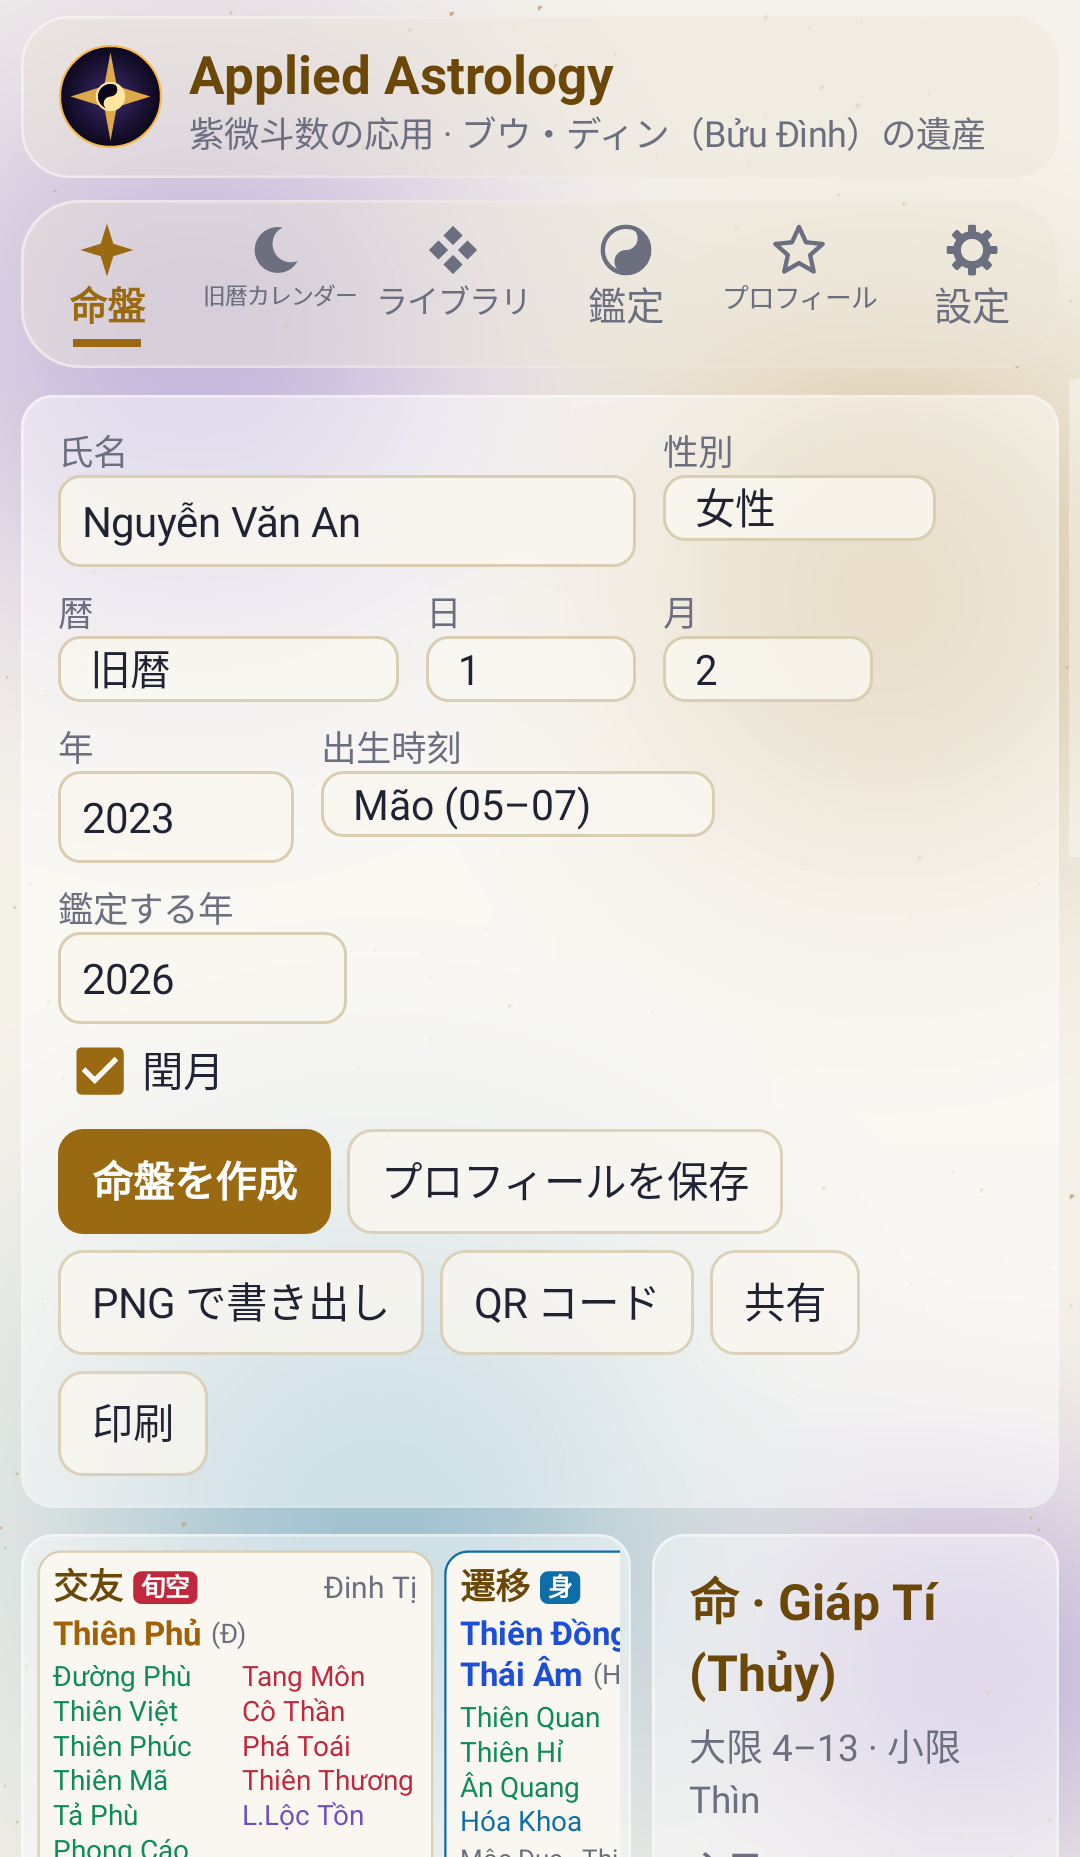 Applied Astrology
紫微斗数の応用 · ブウ・ディン（Bửu Đình）の遺産
命盤
旧暦カレンダー
ライブラリ
鑑定
プロフィール
設定
氏名
性別
Nguyễn Văn An
女性
暦
日
月
旧暦
1
2
年
出生時刻
2023
Mão (05–07)
鑑定する年
2026
閏月
命盤を作成
プロフィールを保存
PNG で書き出し
QR コード
共有
印刷
交友 旬空 Đinh Tị
Thiên Phủ (Đ)
Đường Phù Tang Môn
Thiên Việt Cô Thần
Thiên Phúc Phá Toái
Thiên Mã Thiên Thương
Tả Phù L.Lộc Tồn
Phong Cáo
遷移 身
Thiên Đồng
Thái Âm (H
Thiên Quan
Thiên Hỉ
Ân Quang
Hóa Khoa
命 · Giáp Tí
(Thủy)
大限 4–13 · 小限
Thìn